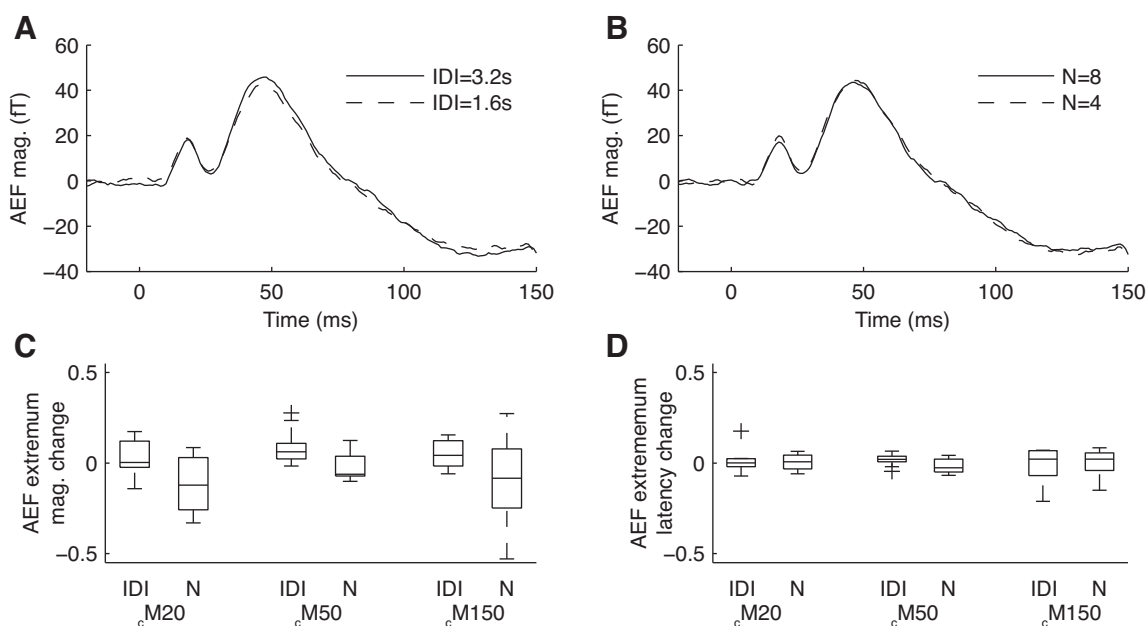 A
AEF mag. (fT)
60
40
20
0
−20
−40
IDI=3.2s
IDI=1.6s
0
50
100
150
Time (ms)
B
AEF mag. (fT)
60
40
20
0
−20
−40
N=8
N=4
0
50
100
150
Time (ms)
C
AEF extremum
mag. change
0.5
0
−0.5
IDI N IDI N IDI N
cM20 cM50 cM150
D
AEF extrememum
latency change
0.5
0
−0.5
IDI N IDI N IDI N
cM20 cM50 cM150